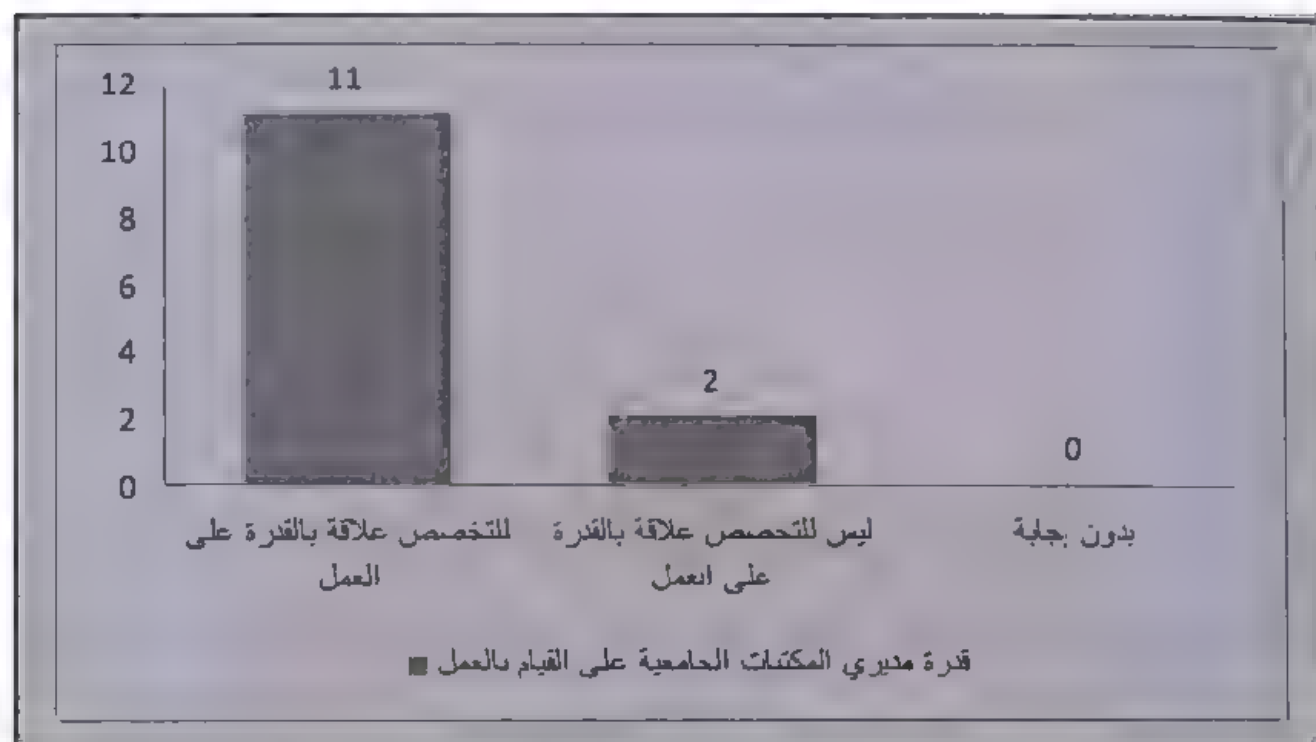 12
11
10
8
6
4
2
0
2
0
للتخصص علاقة بالقدرة على
العمل
ليس للتحصص علاقة بالقدرة
على العمل
بدون إجابة
قدرة مديري المكتبات الجامعية على القيام بالعمل